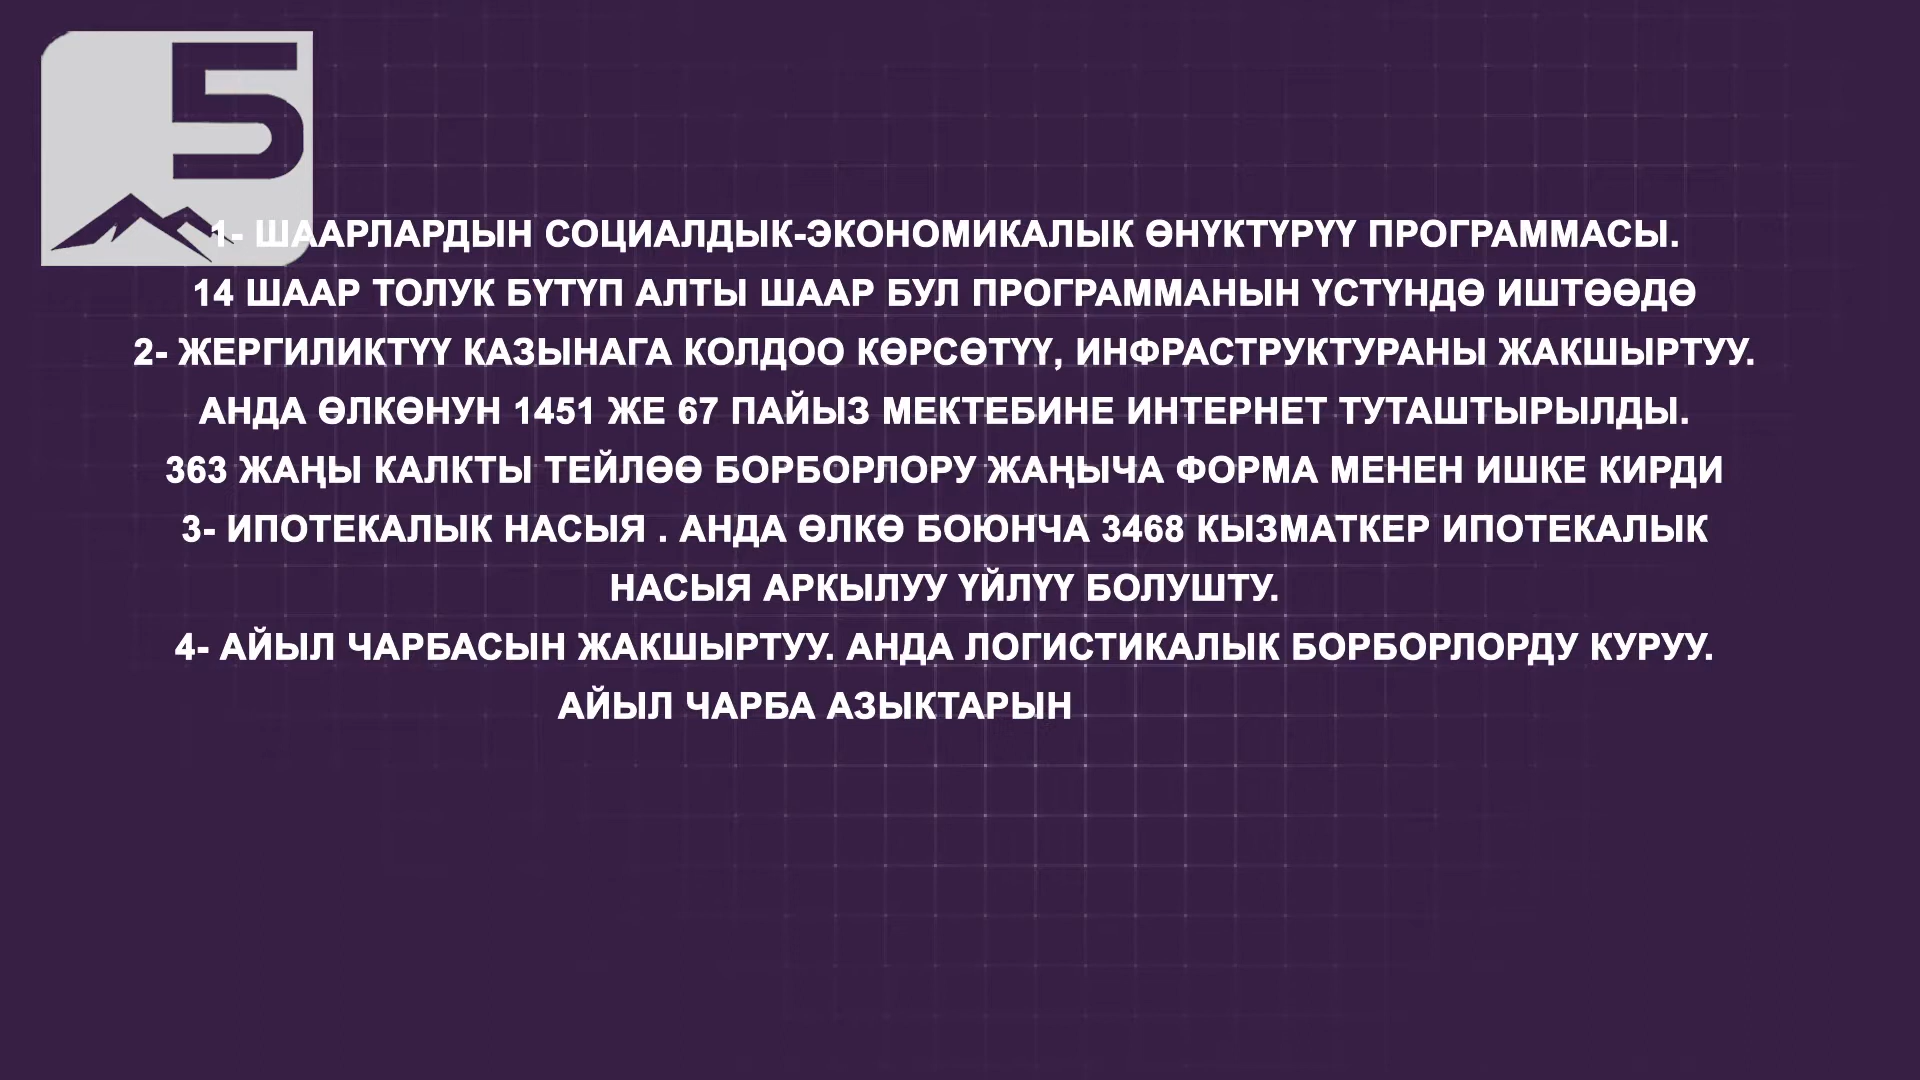 5
1- ШААРЛАРДЫН СОЦИАЛДЫК-ЭКОНОМИКАЛЫК ӨНҮКТҮРҮҮ ПРОГРАММАСЫ.
14 ШААР ТОЛУК БҮТҮП АЛТЫ ШААР БУЛ ПРОГРАММАНЫН ҮСТҮНДӨ ИШТӨӨДӨ
2- ЖЕРГИЛИКТҮҮ КАЗЫНАГА КОЛДОО КӨРСӨТҮҮ, ИНФРАСТРУКТУРАНЫ ЖАКШЫРТУУ.
АНДА ӨЛКӨНУН 1451 ЖЕ 67 ПАЙЫЗ МЕКТЕБИНЕ ИНТЕРНЕТ ТУТАШТЫРЫЛДЫ.
363 ЖАҢЫ КАЛКТЫ ТЕЙЛӨӨ БОРБОРЛОРУ ЖАҢЫЧА ФОРМА МЕНЕН ИШКЕ КИРДИ
3- ИПОТЕКАЛЫК НАСЫЯ . АНДА ӨЛКӨ БОЮНЧА 3468 КЫЗМАТКЕР ИПОТЕКАЛЫК
НАСЫЯ АРКЫЛУУ ҮЙЛҮҮ БОЛУШТУ.
4- АЙЫЛ ЧАРБАСЫН ЖАКШЫРТУУ. АНДА ЛОГИСТИКАЛЫК БОРБОРЛОРДУ КУРУУ.
АЙЫЛ ЧАРБА АЗЫКТАРЫН